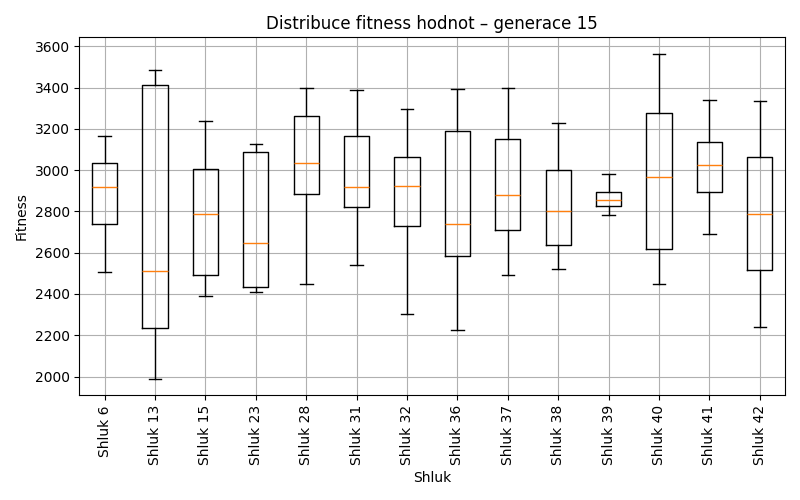 Distribuce fitness hodnot – generace 15
Fitness
3600
3400
3200
3000
2800
2600
2400
2200
2000
Shluk 6
Shluk 13
Shluk 15
Shluk 23
Shluk 28
Shluk 31
Shluk 32
Shluk 36
Shluk 37
Shluk 38
Shluk 39
Shluk 40
Shluk 41
Shluk 42
Shluk